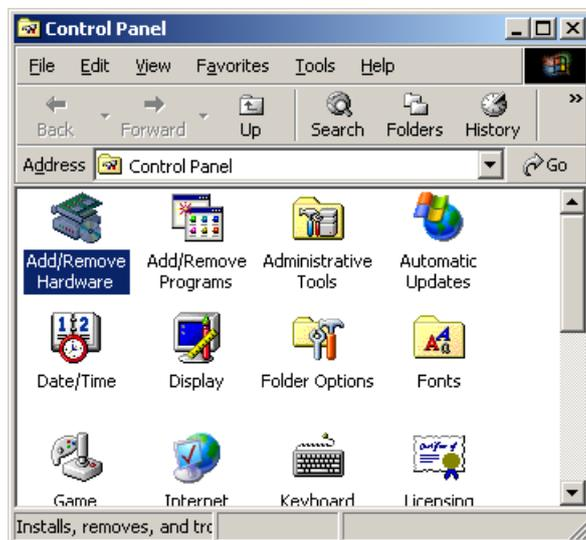 Control Panel
File Edit View Favorites Tools Help
Back Forward Up Search Folders History »
Address Control Panel Go
Add/Remove Hardware
Add/Remove Programs
Administrative Tools
Automatic Updates
Date/Time
Display
Folder Options
Fonts
Game
Internet
Keyboard
Licensing
Installs, removes, and tro